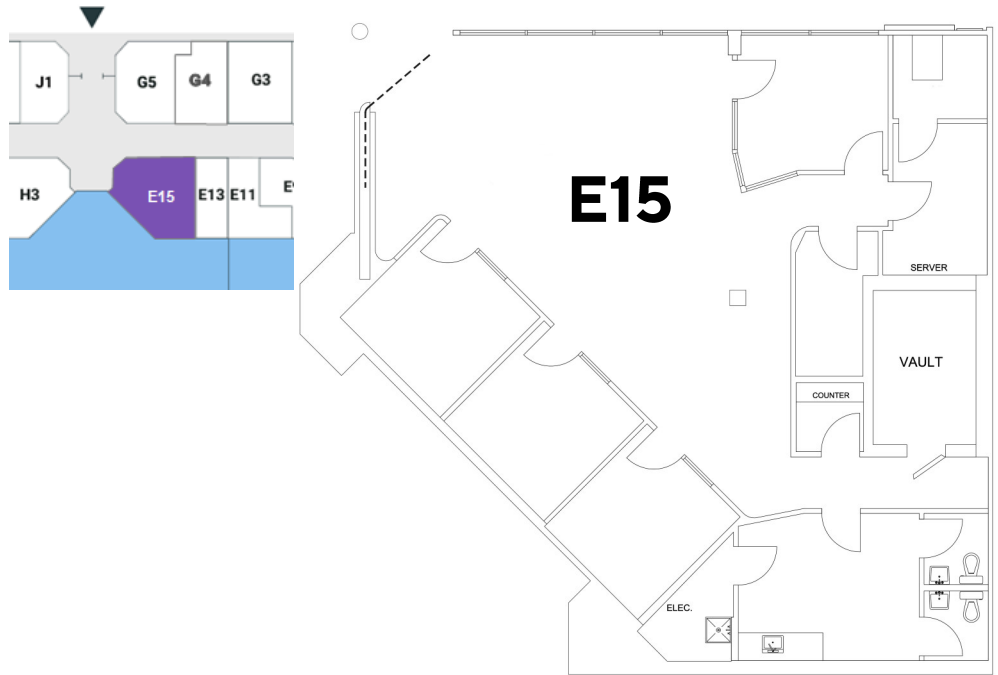 J1
G5
G4
G3
H3
E15
E13
E11
E15
SERVER
VAULT
COUNTER
ELEC.